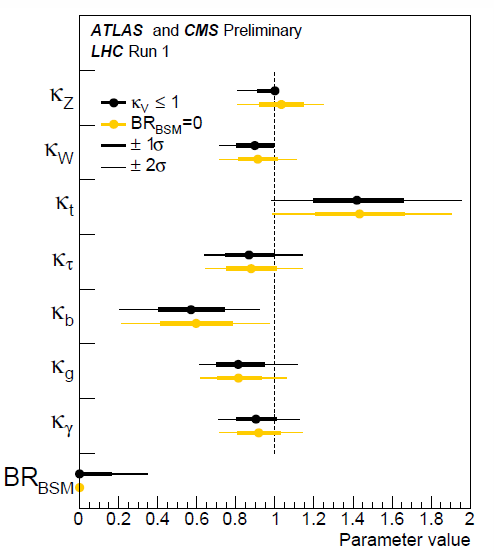 ATLAS and CMS Preliminary
LHC Run 1
κV ≤ 1
BRBSM=0
± 1σ
± 2σ
κZ
κW
κt
κτ
κb
κg
κγ
BRBSM
0 0.2 0.4 0.6 0.8 1 1.2 1.4 1.6 1.8 2
Parameter value